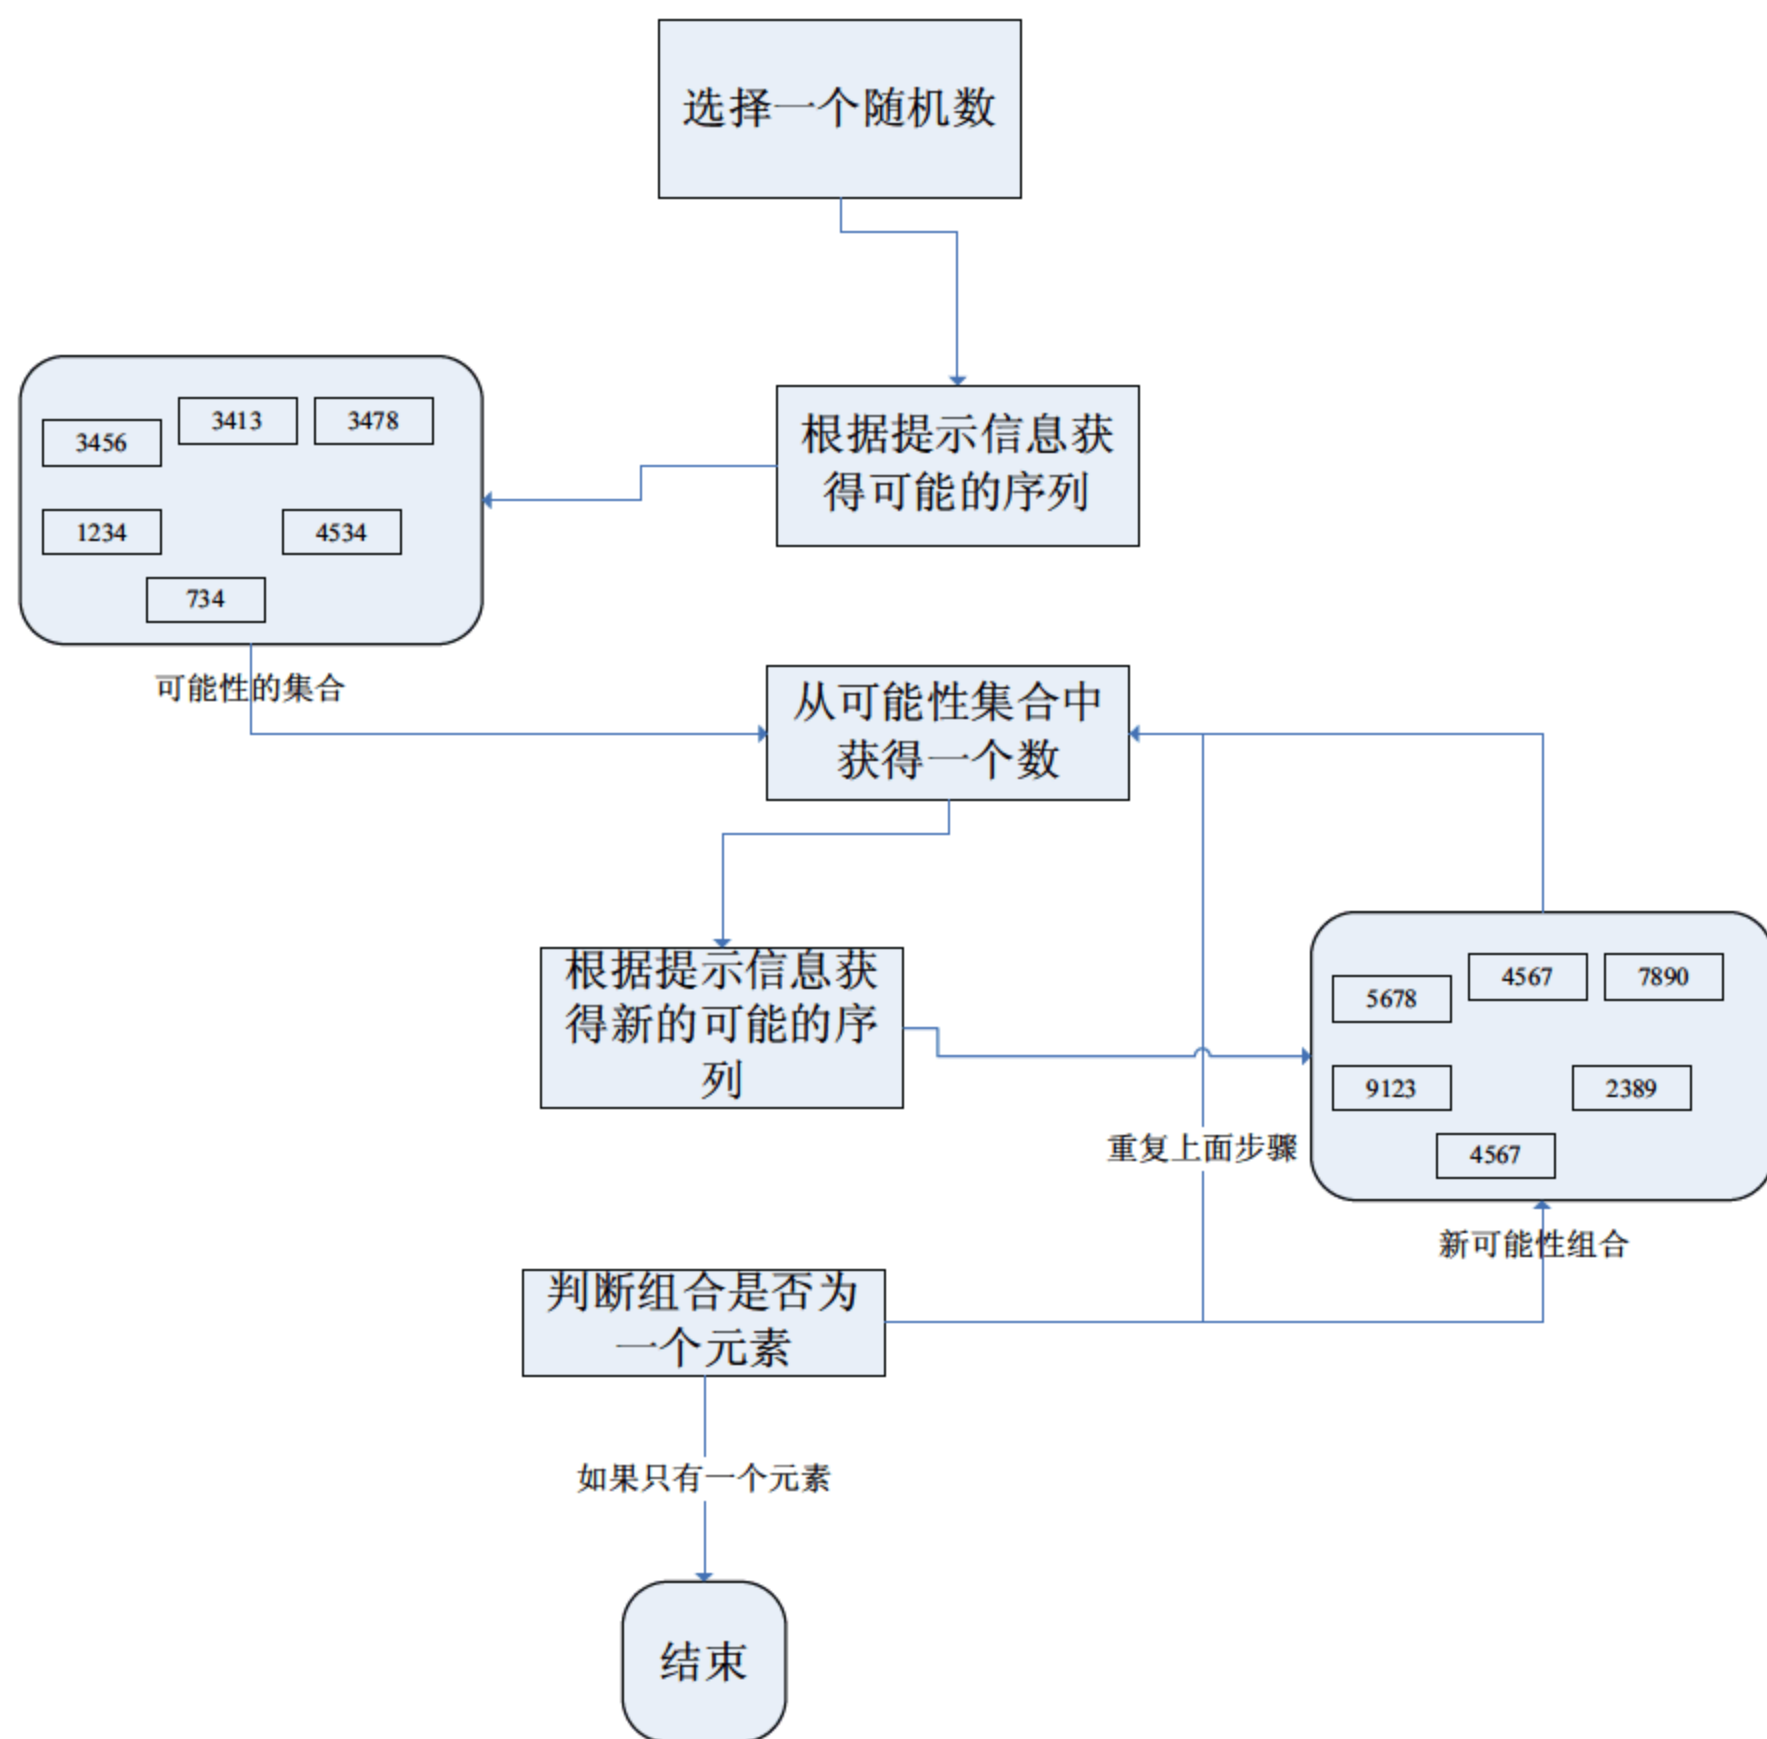 选择一个随机数
根据提示信息获
得可能的序列
3456
3413
3478
1234
4534
734
可能性的集合
从可能性集合中
获得一个数
根据提示信息获
得新的可能的序
列
5678
4567
7890
9123
2389
4567
重复上面步骤
新可能性组合
判断组合是否为
一个元素
如果只有一个元素
结束